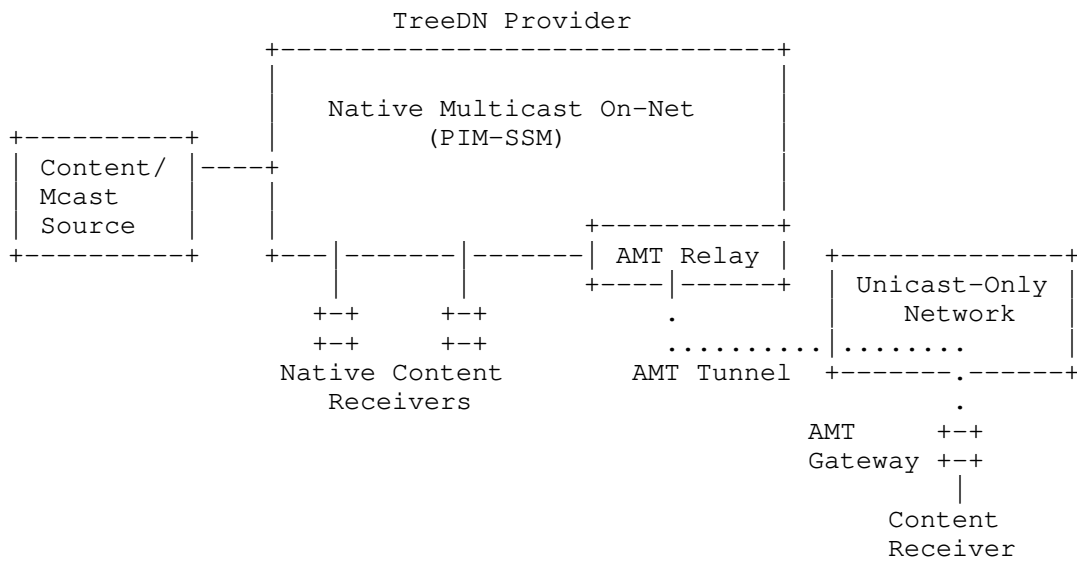 TreeDN Provider
Native Multicast On-Net
(PIM-SSM)
Content/
Mcast
Source
AMT Relay
Unicast-Only
Network
Native Content
Receivers
AMT Tunnel
AMT
Gateway
Content
Receiver